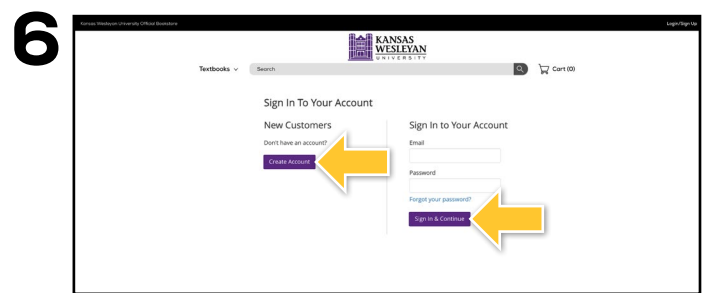 6
Kansas Wesleyan University Official Bookstore
Login/Sign Up
KANSAS
WESLEYAN
UNIVERSITY
Textbooks
Search
Cart (0)
Sign In To Your Account
New Customers
Don't have an account?
Create Account
Sign In to Your Account
Email
Password
Forgot your password?
Sign In & Continue